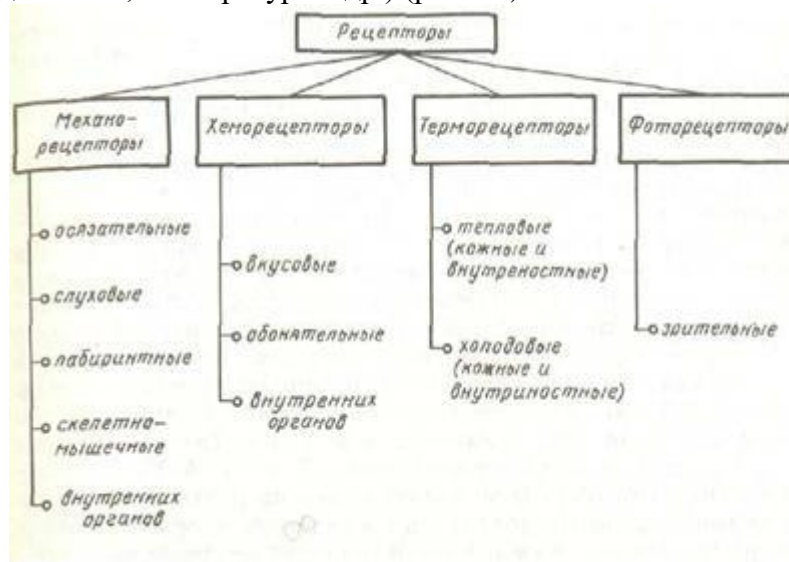 Рецепторы
Механо-
рецепторы
Хеморецепторы
Терморецепторы
Фоторецепторы
осязательные
слуховые
лабиринтные
скелетно-
мышечные
внутренних
органов
вкусовые
обонятельные
внутренних
органов
тепловые
(кожные и
внутреностные)
холодовые
(кожные и
внутриностные)
зрительные